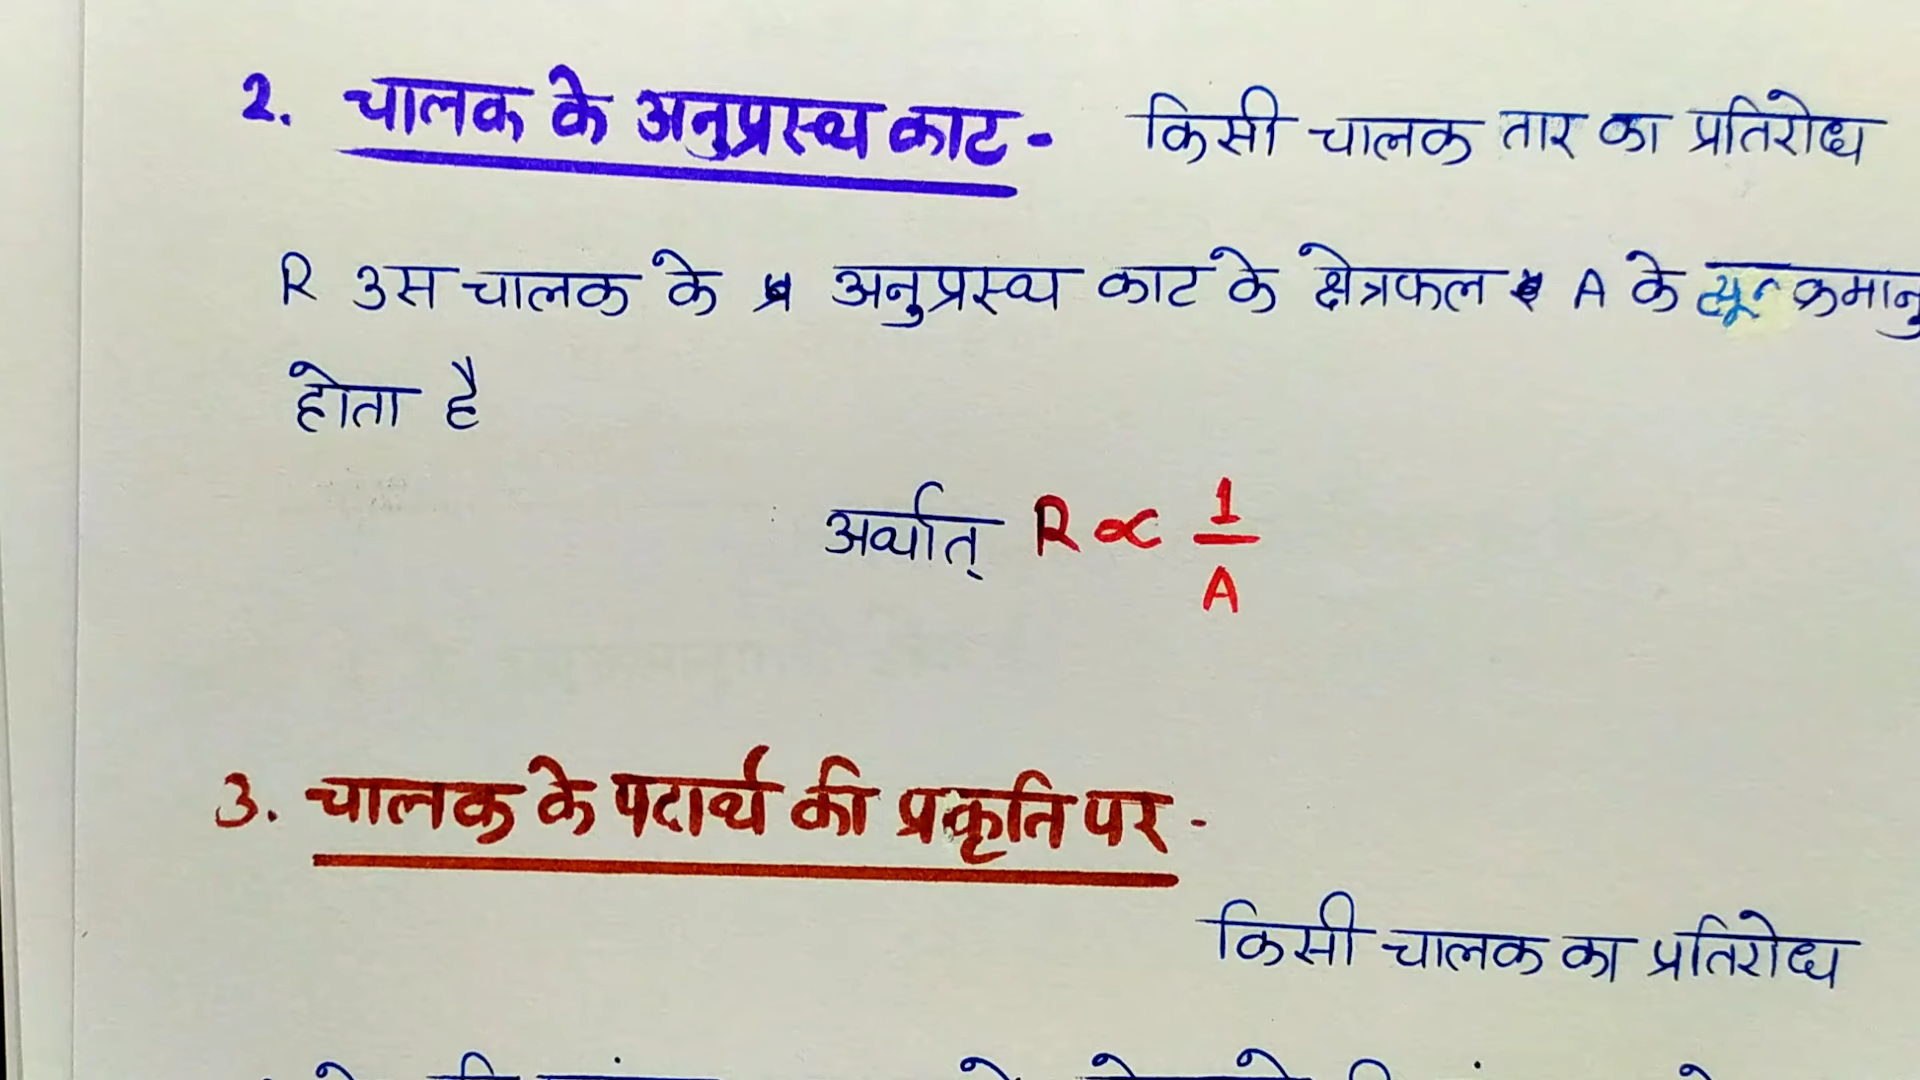 2. चालक के अनुप्रस्थ काट - किसी चालक तार का प्रतिरोध
R उस चालक के अनुप्रस्थ काट के क्षेत्रफल A के
होता है
अर्थात् R ∝ 1/A
3. चालक के पदार्थ की प्रकृति पर -
किसी चालक का प्रतिरोध